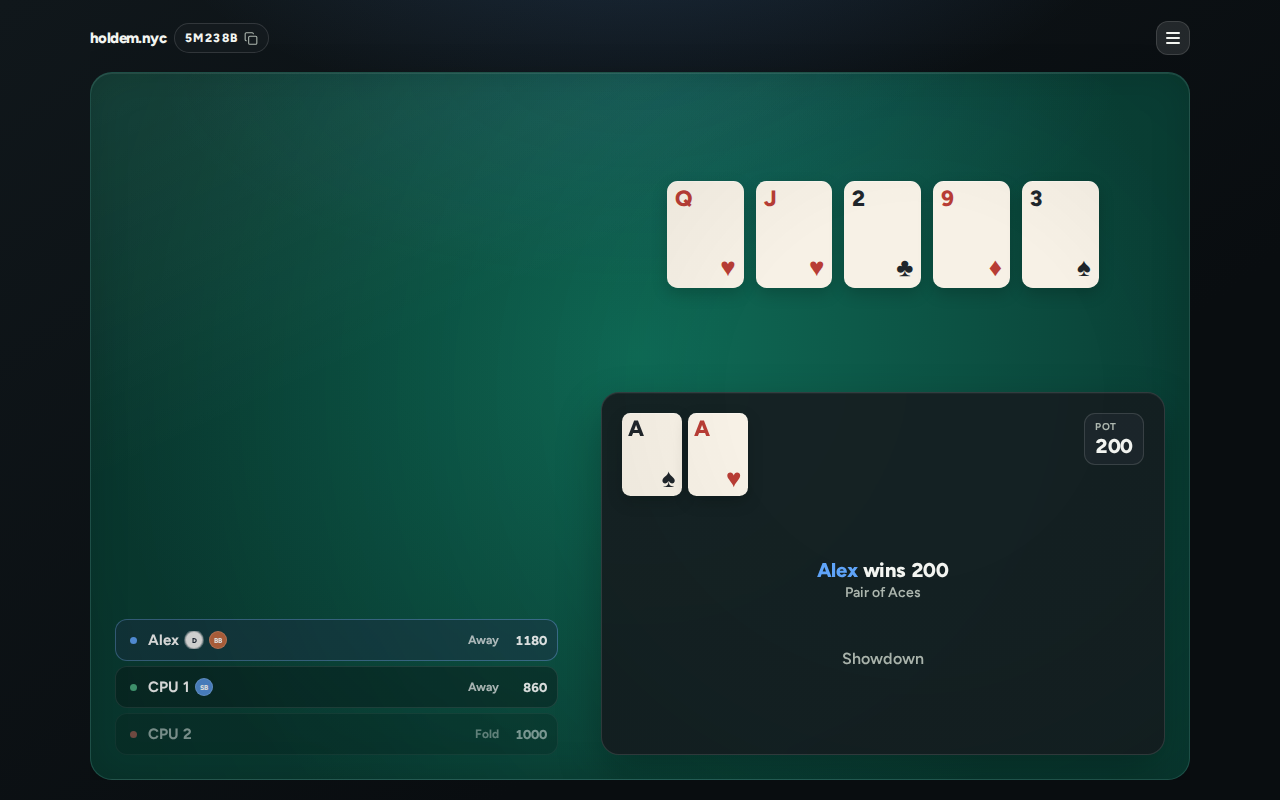 holdem.nyc 5M238B
Q J 2 9 3
A A
POT
200
Alex wins 200
Pair of Aces
Showdown
Alex D BB Away 1180
CPU 1 SB Away 860
CPU 2 Fold 1000